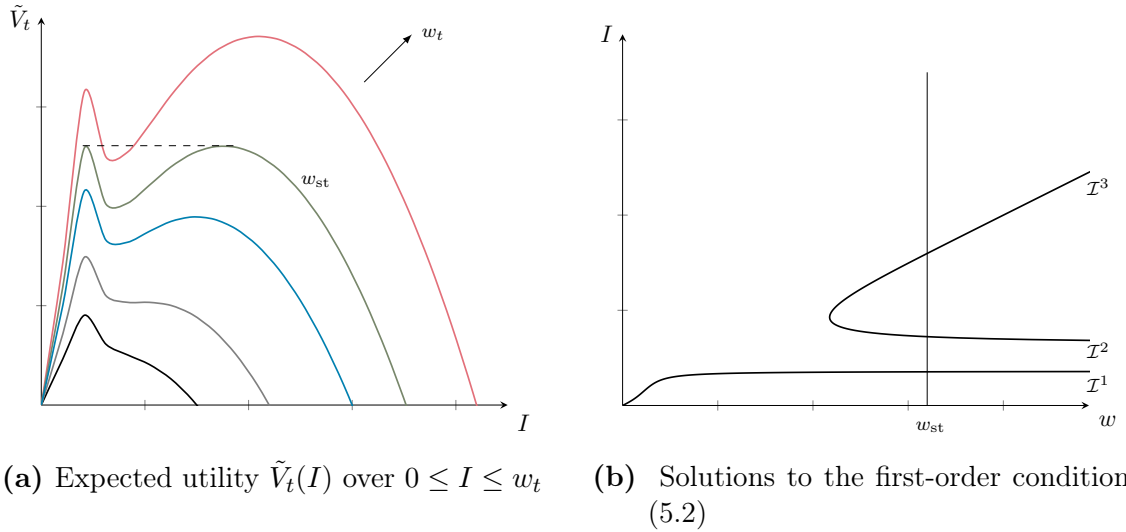 Ṽ_t
w_t
w_st
I
(a) Expected utility Ṽ_t(I) over 0 ≤ I ≤ w_t
I
𝓘^3
𝓘^2
𝓘^1
w_st
w
(b) Solutions to the first-order condition
(5.2)